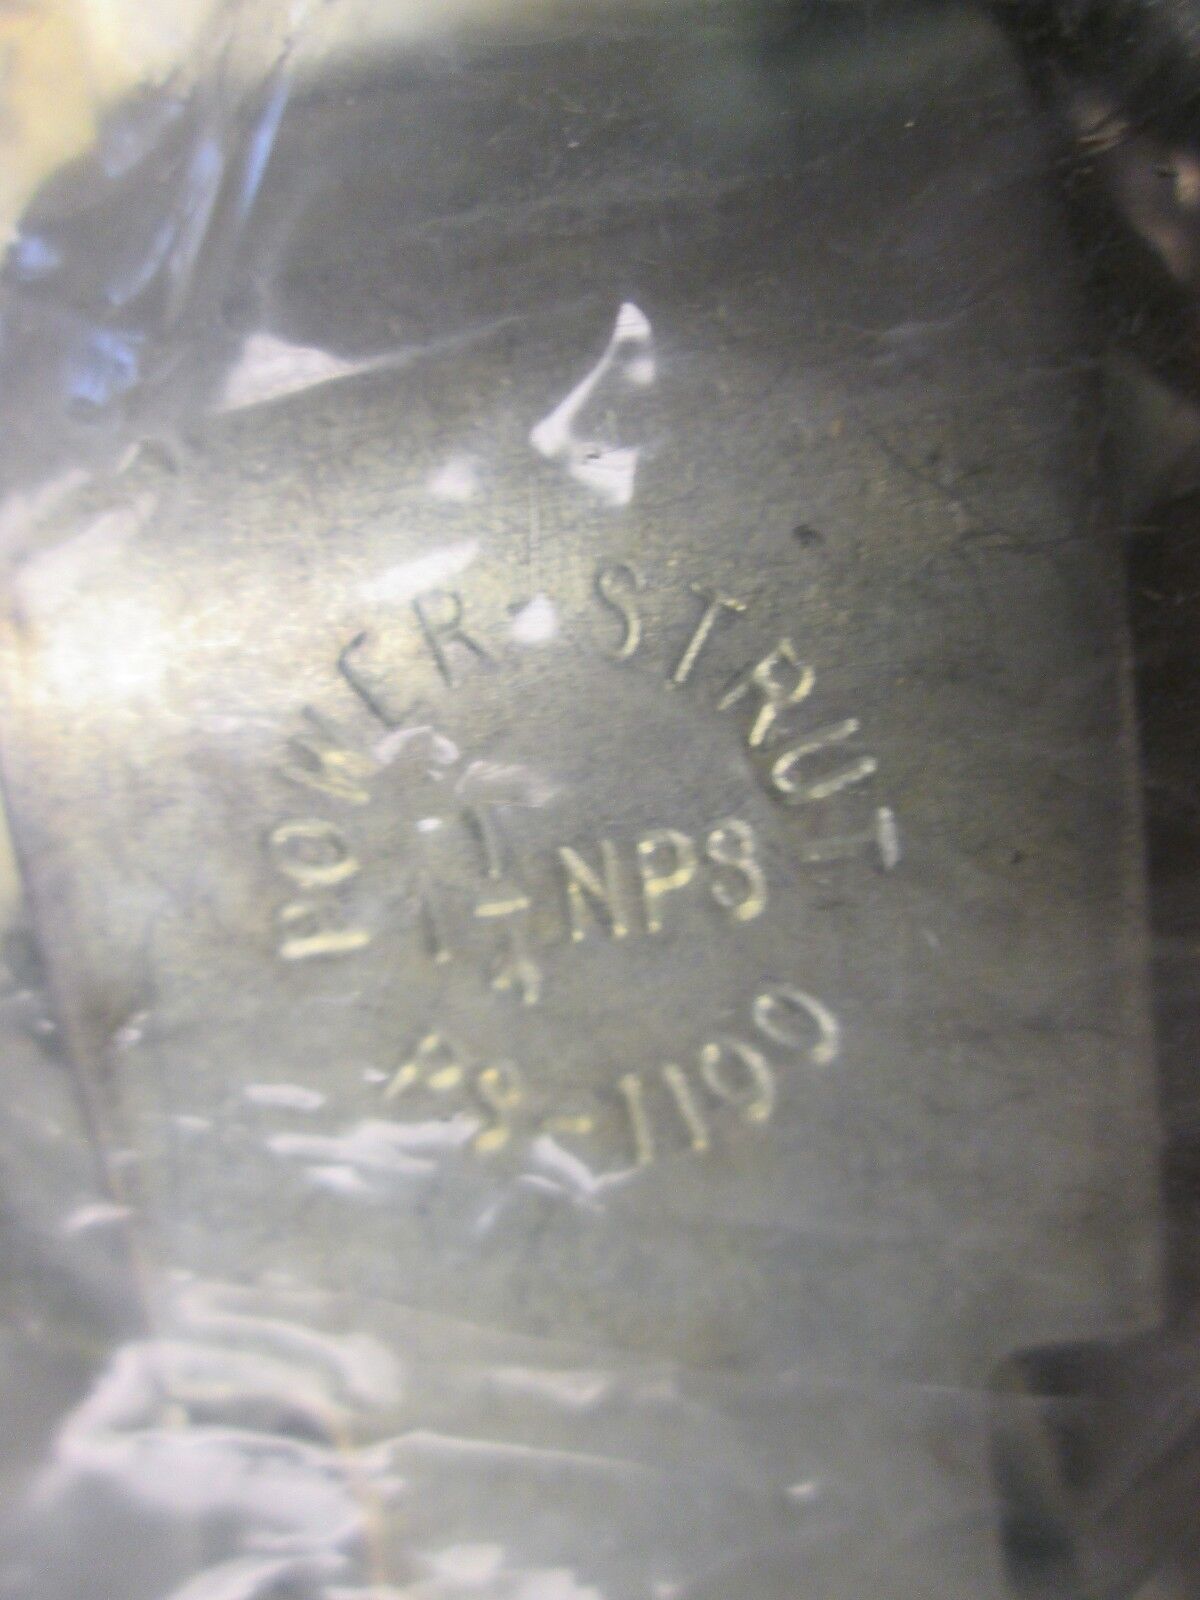 POWER-STRUT
1 1/4 NPS
PS-1100